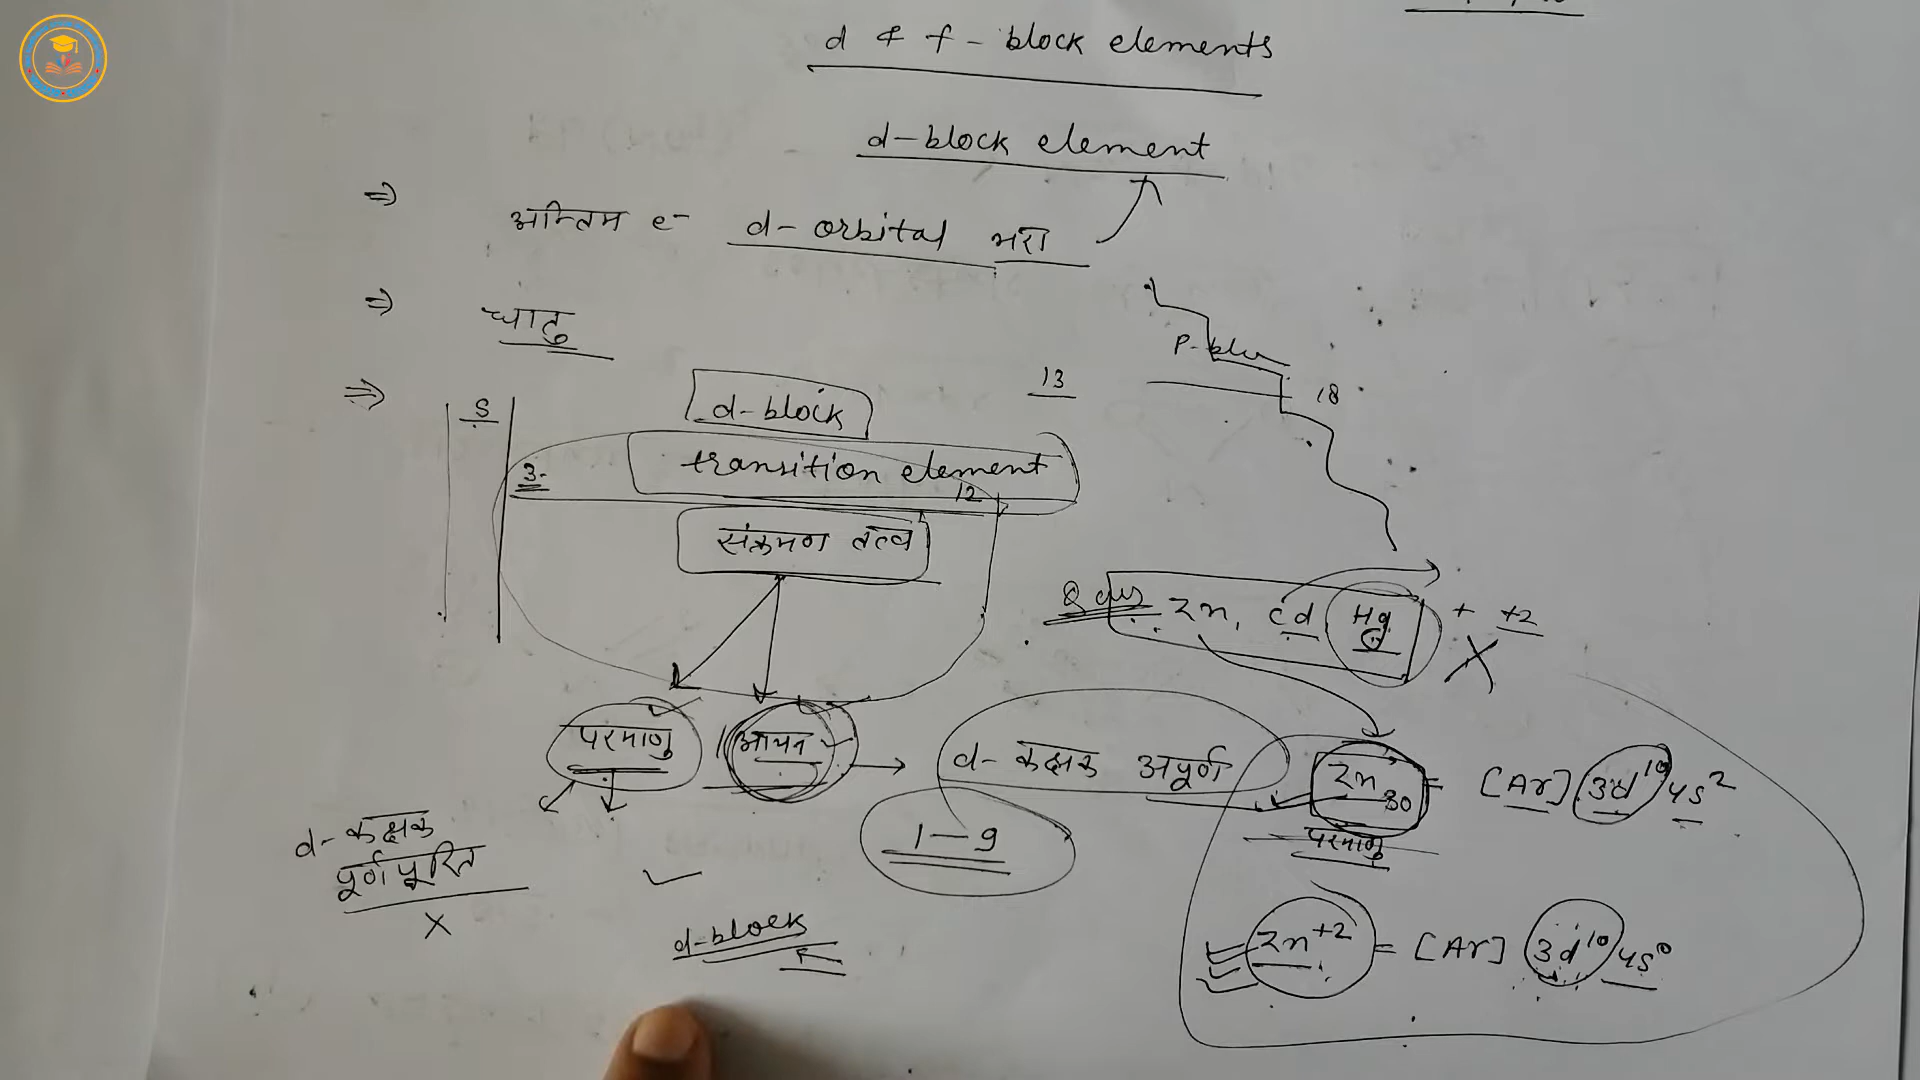 d & f - block elements
d-block element
⇒ अन्तिम e- d-orbital भरा
⇒ धातु
⇒ S d-block 13 18
P-
3- transition element 12
संक्रमण तत्व
Zn, Cd Hg + +2 X
परमाणु / आयन → d-कक्षक अपूर्ण
1-9
d-कक्षक
पूर्णपूरित
X
d-block
Zn30 = [Ar] 3d¹⁰ 4s²
परमाणु
Zn+2 = [Ar] 3d¹⁰ 4s⁰